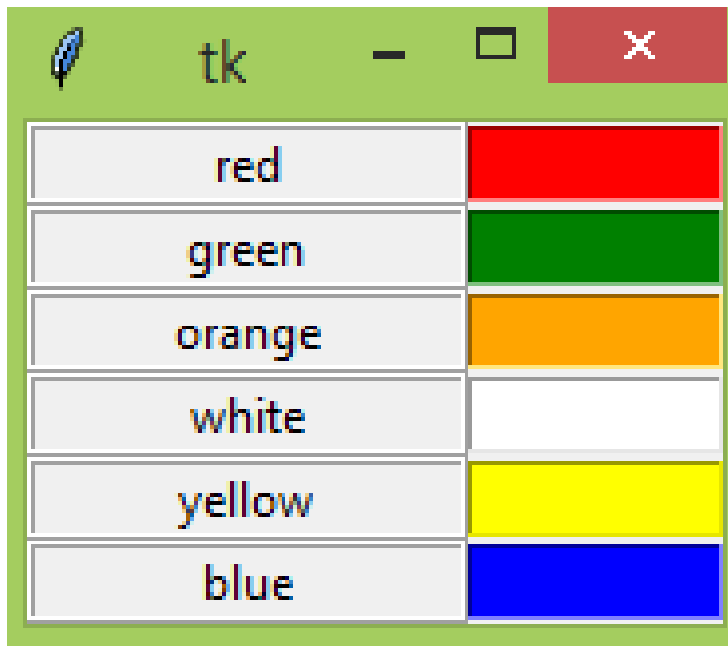 tk
red
green
orange
white
yellow
blue